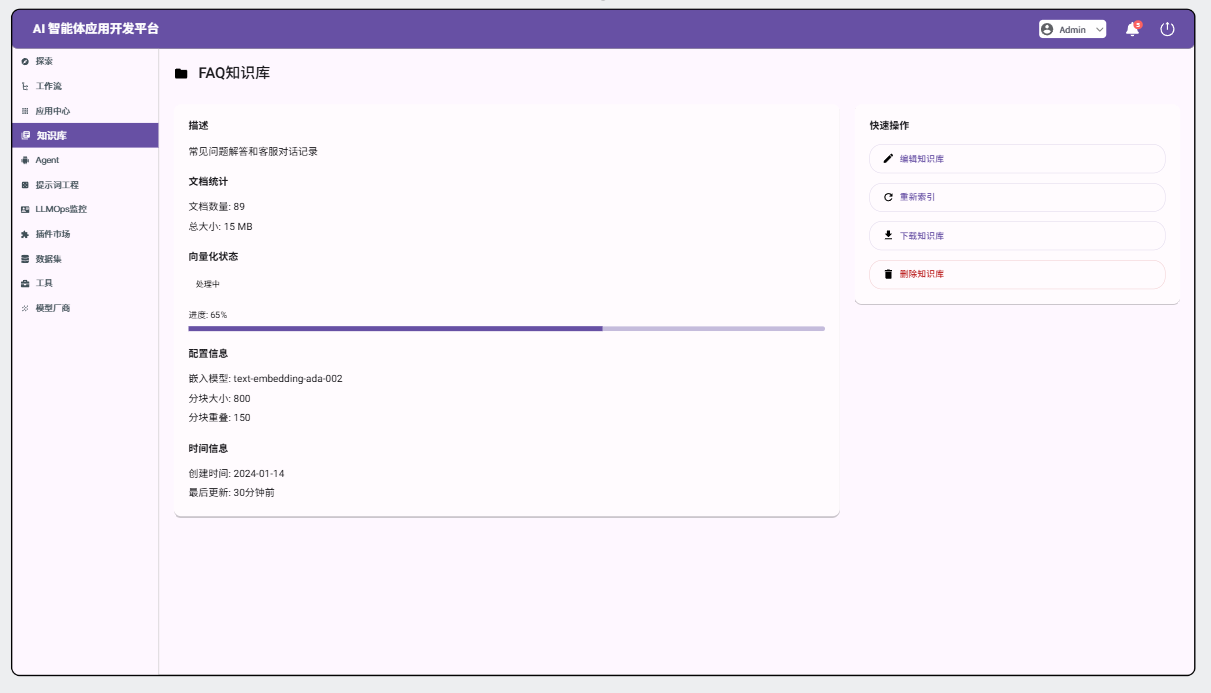 AI 智能体应用开发平台
Admin
5
探索
工作流
应用中心
知识库
Agent
提示词工程
LLMOps监控
插件市场
数据集
工具
模型厂商
FAQ知识库
描述
常见问题解答和客服对话记录
文档统计
文档数量: 89
总大小: 15 MB
向量化状态
处理中
进度: 65%
配置信息
嵌入模型: text-embedding-ada-002
分块大小: 800
分块重叠: 150
时间信息
创建时间: 2024-01-14
最后更新: 30分钟前
快速操作
编辑知识库
重新索引
下载知识库
删除知识库